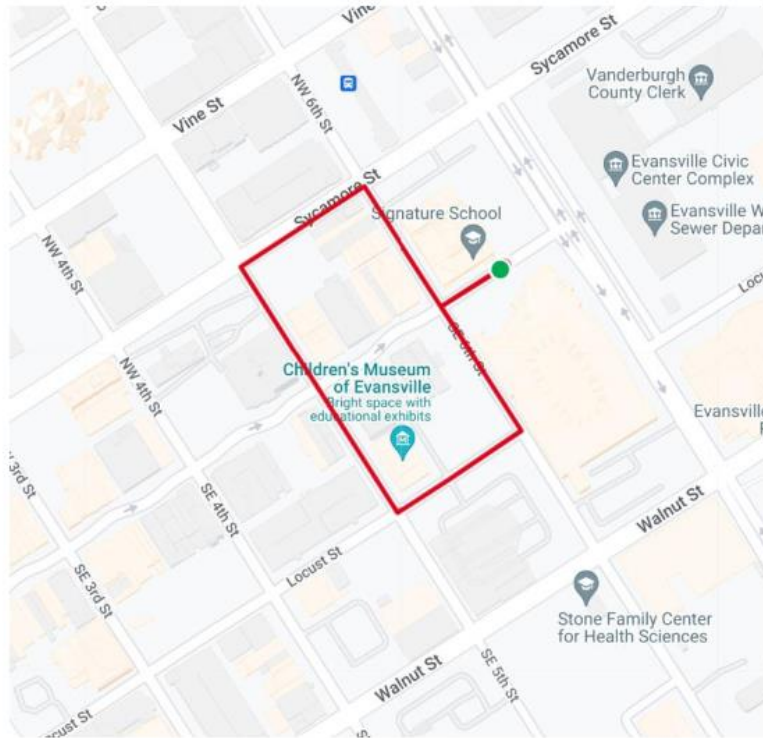 Vine
Sycamore St
Vanderburgh
County Clerk
NW 6th St
Vine St
Evansville Civic
Center Complex
Sycamore St
Signature School
Evansville W
Sewer Depar
NW 4th St
Locu
SE 6th St
Children's Museum
of Evansville
Bright space with
educational exhibits
NW 4th St
Evansville
3rd St
SE 4th St
Walnut St
Locust St
SE 3rd St
Stone Family Center
for Health Sciences
Walnut St
SE 5th St
ocust St